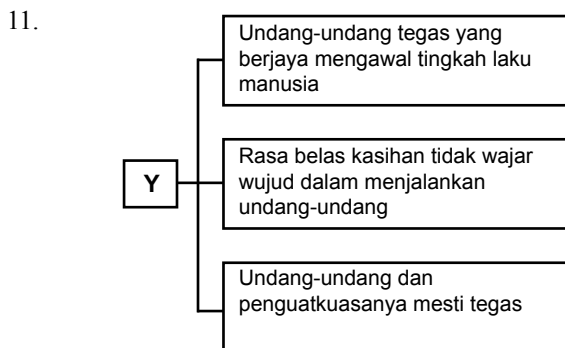 11.
Undang-undang tegas yang
berjaya mengawal tingkah laku
manusia
Y
Rasa belas kasihan tidak wajar
wujud dalam menjalankan
undang-undang
Undang-undang dan
penguatkuasanya mesti tegas